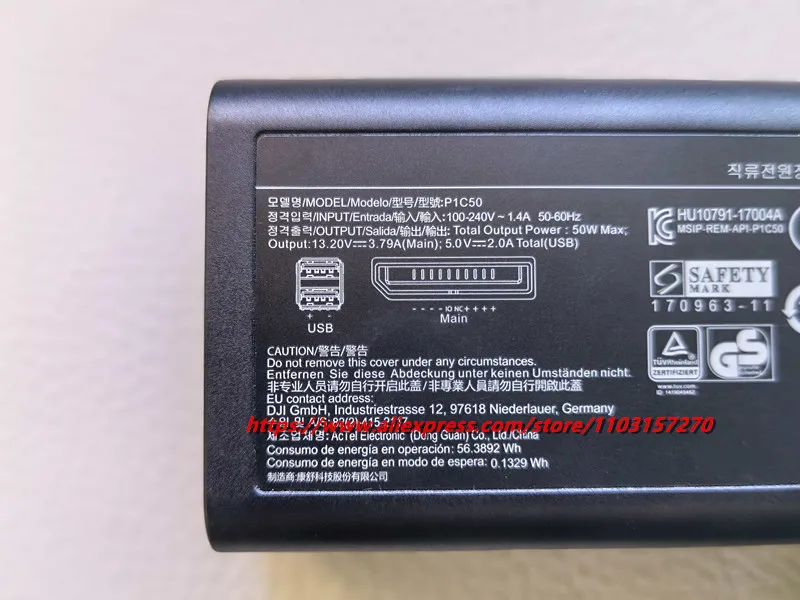 직류전원장
모델명/MODEL/Modelo/型号/型號:P1C50
정격입력/INPUT/Entrada/输入/輸入:100-240V~ 1.4A 50-60Hz
정격출력/OUTPUT/Salida/输出/輸出: Total Output Power : 50W Max;
Output:13.20V⎓3.79A(Main); 5.0V⎓2.0A Total(USB)
HU10791-17004A
MSIP-REM-API-P1C50
+ -
USB
- - - - IO NC + + + +
Main
S SAFETY
MARK
170963-11
CAUTION/警告/警告
Do not remove this cover under any circumstances.
Entfernen Sie diese Abdeckung unter keinen Umständen nicht.
非专业人员请勿自行开启此盖/非專業人員請勿自行開啟此盖
TÜVRheinland
ZERTIFIZIERT
GS
www.tuv.com
EU contact address:
DJI GmbH, Industriestrasse 12, 97618 Niederlauer, Germany
https://www.aliexpress.com/store/1103157270
제조업체명: AcTel Electronic (Dong Guan) Co., Ltd./China
Consumo de energía en operación: 56.3892 Wh
Consumo de energía en modo de espera: 0.1329 Wh
制造商:康舒科技股份有限公司